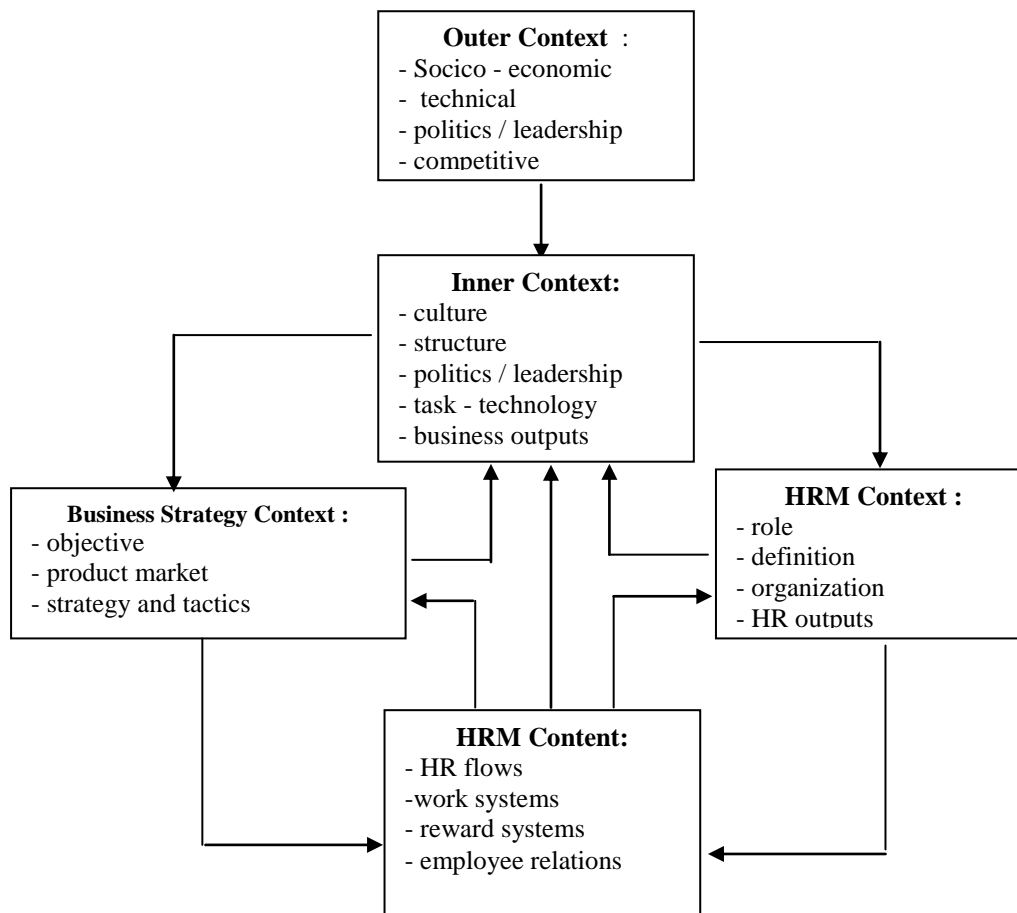 Outer Context :
- Socico - economic
- technical
- politics / leadership
- competitive
Inner Context:
- culture
- structure
- politics / leadership
- task - technology
- business outputs
Business Strategy Context :
- objective
- product market
- strategy and tactics
HRM Context :
- role
- definition
- organization
- HR outputs
HRM Content:
- HR flows
-work systems
- reward systems
- employee relations